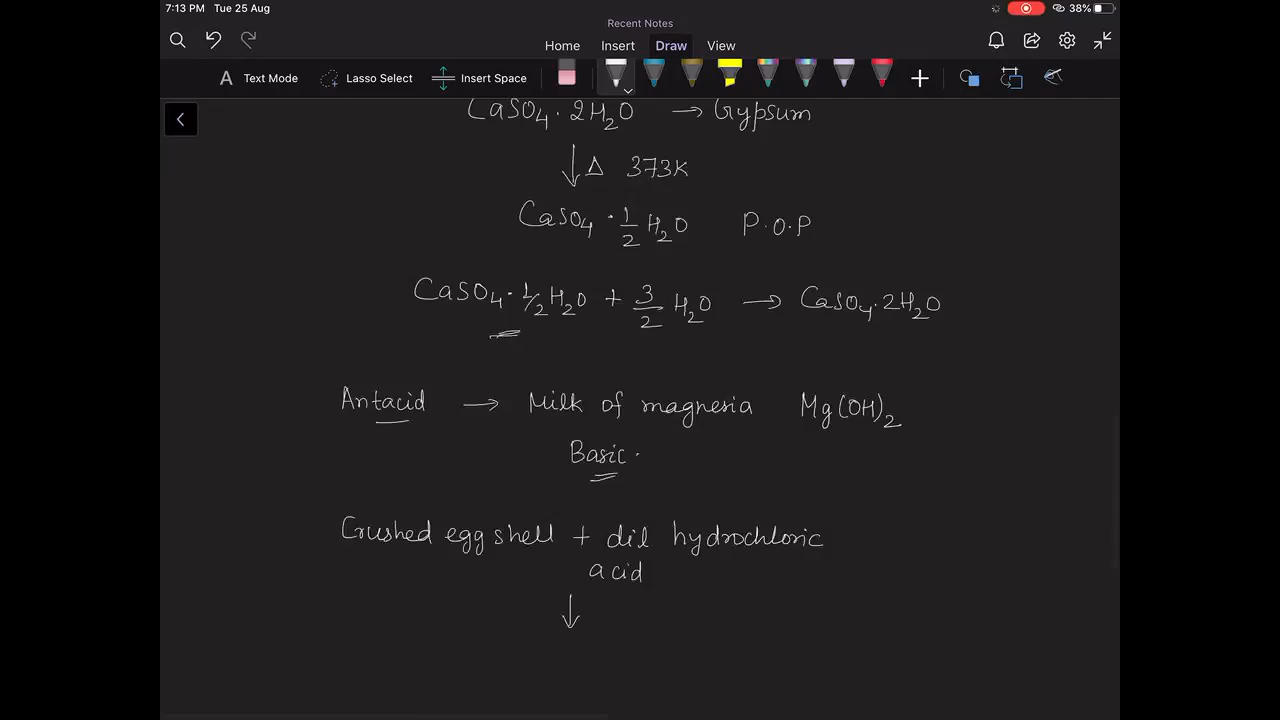 7:13 PM Tue 25 Aug
38%
Recent Notes
Home Insert Draw View
A Text Mode Lasso Select Insert Space
CaSO₄·2H₂O → Gypsum
↓ Δ 373K
CaSO₄·1/2 H₂O P.O.P
CaSO₄·1/2H₂O + 3/2 H₂O → CaSO₄·2H₂O
Antacid → Milk of magnesia Mg(OH)₂
Basic.
Crushed egg shell + dil hydrochloric
acid
↓